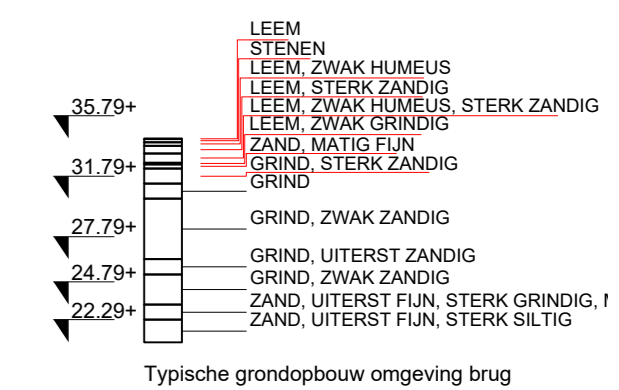 LEEM
STENEN
LEEM, ZWAK HUMEUS
LEEM, STERK ZANDIG
35.79+
LEEM, ZWAK HUMEUS, STERK ZANDIG
LEEM, ZWAK GRINDIG
ZAND, MATIG FIJN
31.79+
GRIND, STERK ZANDIG
GRIND
27.79+
GRIND, ZWAK ZANDIG
GRIND, UITERST ZANDIG
24.79+
GRIND, ZWAK ZANDIG
22.29+
ZAND, UITERST FIJN, STERK GRINDIG,
ZAND, UITERST FIJN, STERK SILTIG
Typische grondopbouw omgeving brug